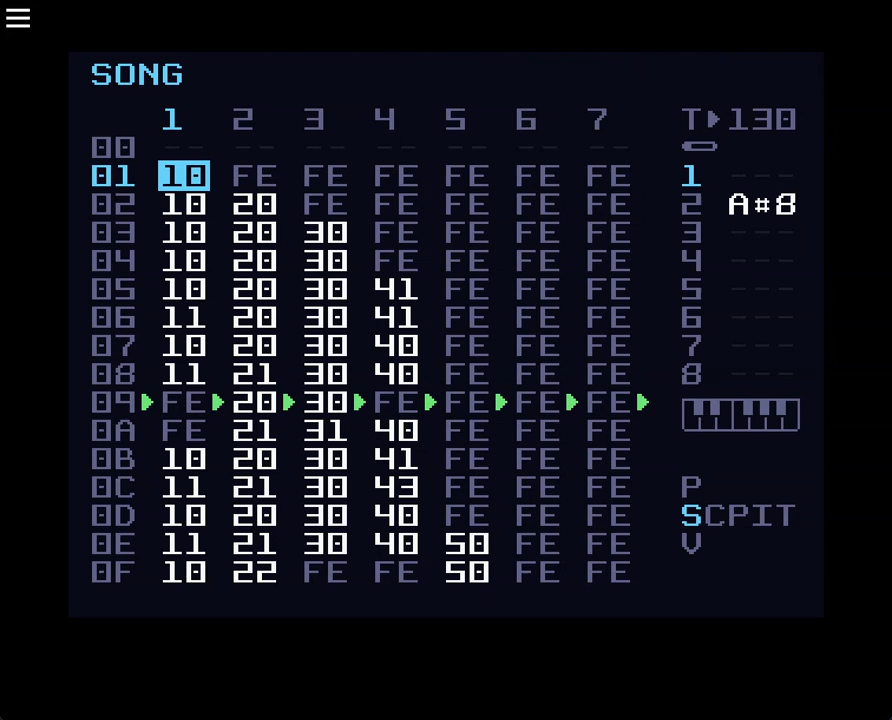 SONG
1 2 3 4 5 6 7 T 130
00 -- -- -- -- -- -- --
01 10 FE FE FE FE FE FE 1 ---
02 10 20 FE FE FE FE FE 2 A#8
03 10 20 30 FE FE FE FE 3 ---
04 10 20 30 FE FE FE FE 4 ---
05 10 20 30 41 FE FE FE 5 ---
06 11 20 30 41 FE FE FE 6 ---
07 10 20 30 40 FE FE FE 7 ---
08 11 21 30 40 FE FE FE 8 ---
09 FE 20 30 FE FE FE FE
0A FE 21 31 40 FE FE FE
0B 10 20 30 41 FE FE FE
0C 11 21 30 43 FE FE FE P
0D 10 20 30 40 FE FE FE SCPIT
0E 11 21 30 40 50 FE FE V
0F 10 22 FE FE 50 FE FE